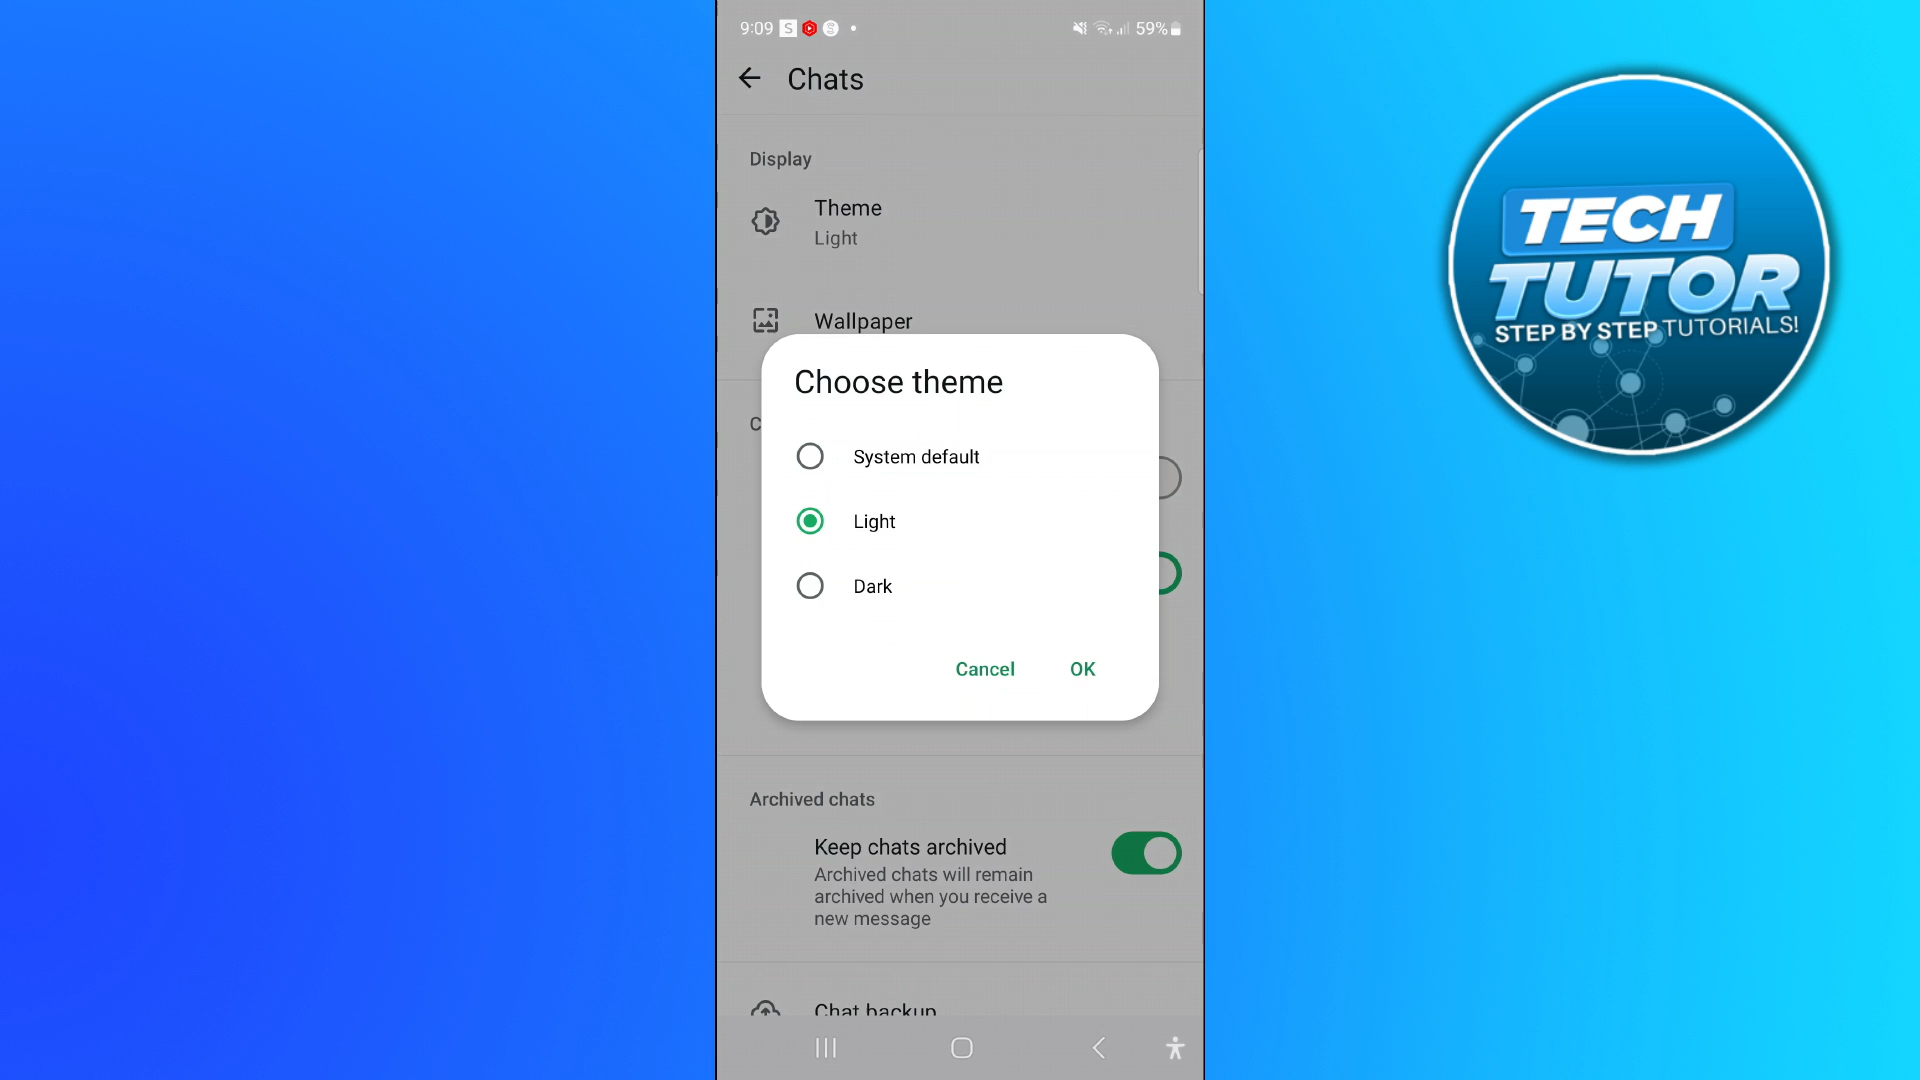 9:09 S 59%
Chats
Display
Theme
Light
Wallpaper
C
Choose theme
System default
Light
Dark
Cancel OK
Archived chats
Keep chats archived
Archived chats will remain
archived when you receive a
new message
Chat backup
TECH
TUTOR
STEP BY STEP TUTORIALS!